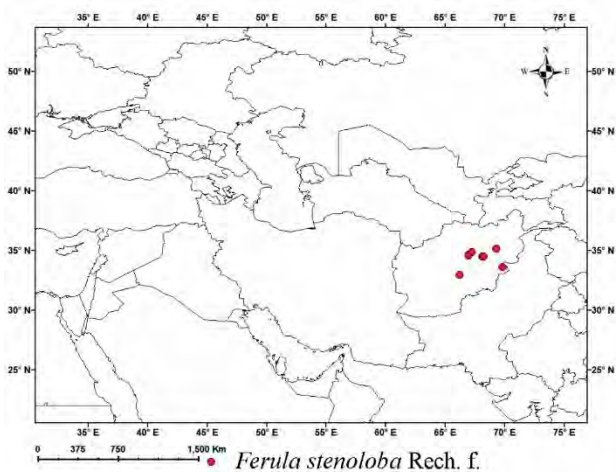 35° E 40° E 45° E 50° E 55° E 60° E 65° E 70° E 75° E
N
W E
N
50° N 50° N
45° N 45° N
40° N 40° N
35° N 35° N
30° N 30° N
25° N 25° N
35° E 40° E 45° E 50° E 55° E 60° E 65° E 70° E 75° E
0 375 750 1,500 Km
Ferula stenoloba Rech. f.